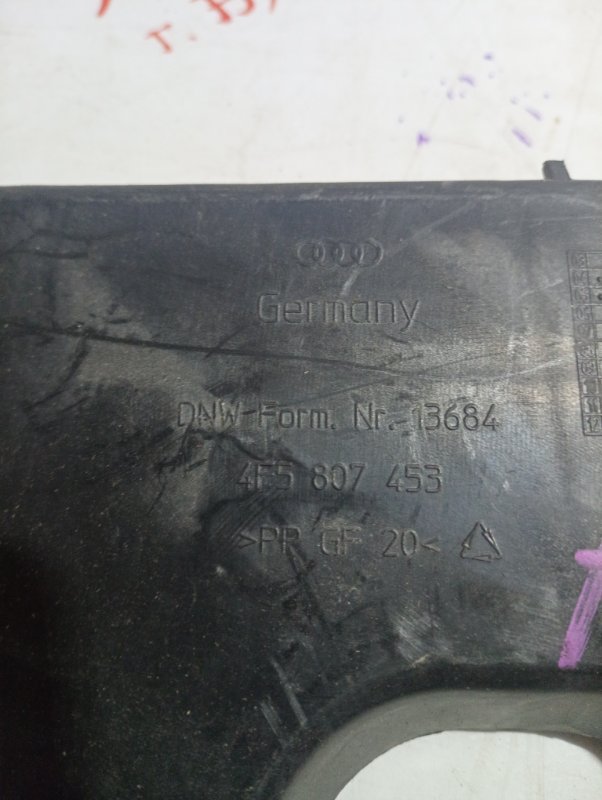 Germany
DNW-Form. Nr. 13684
4F5 807 453
>PP GF 20<